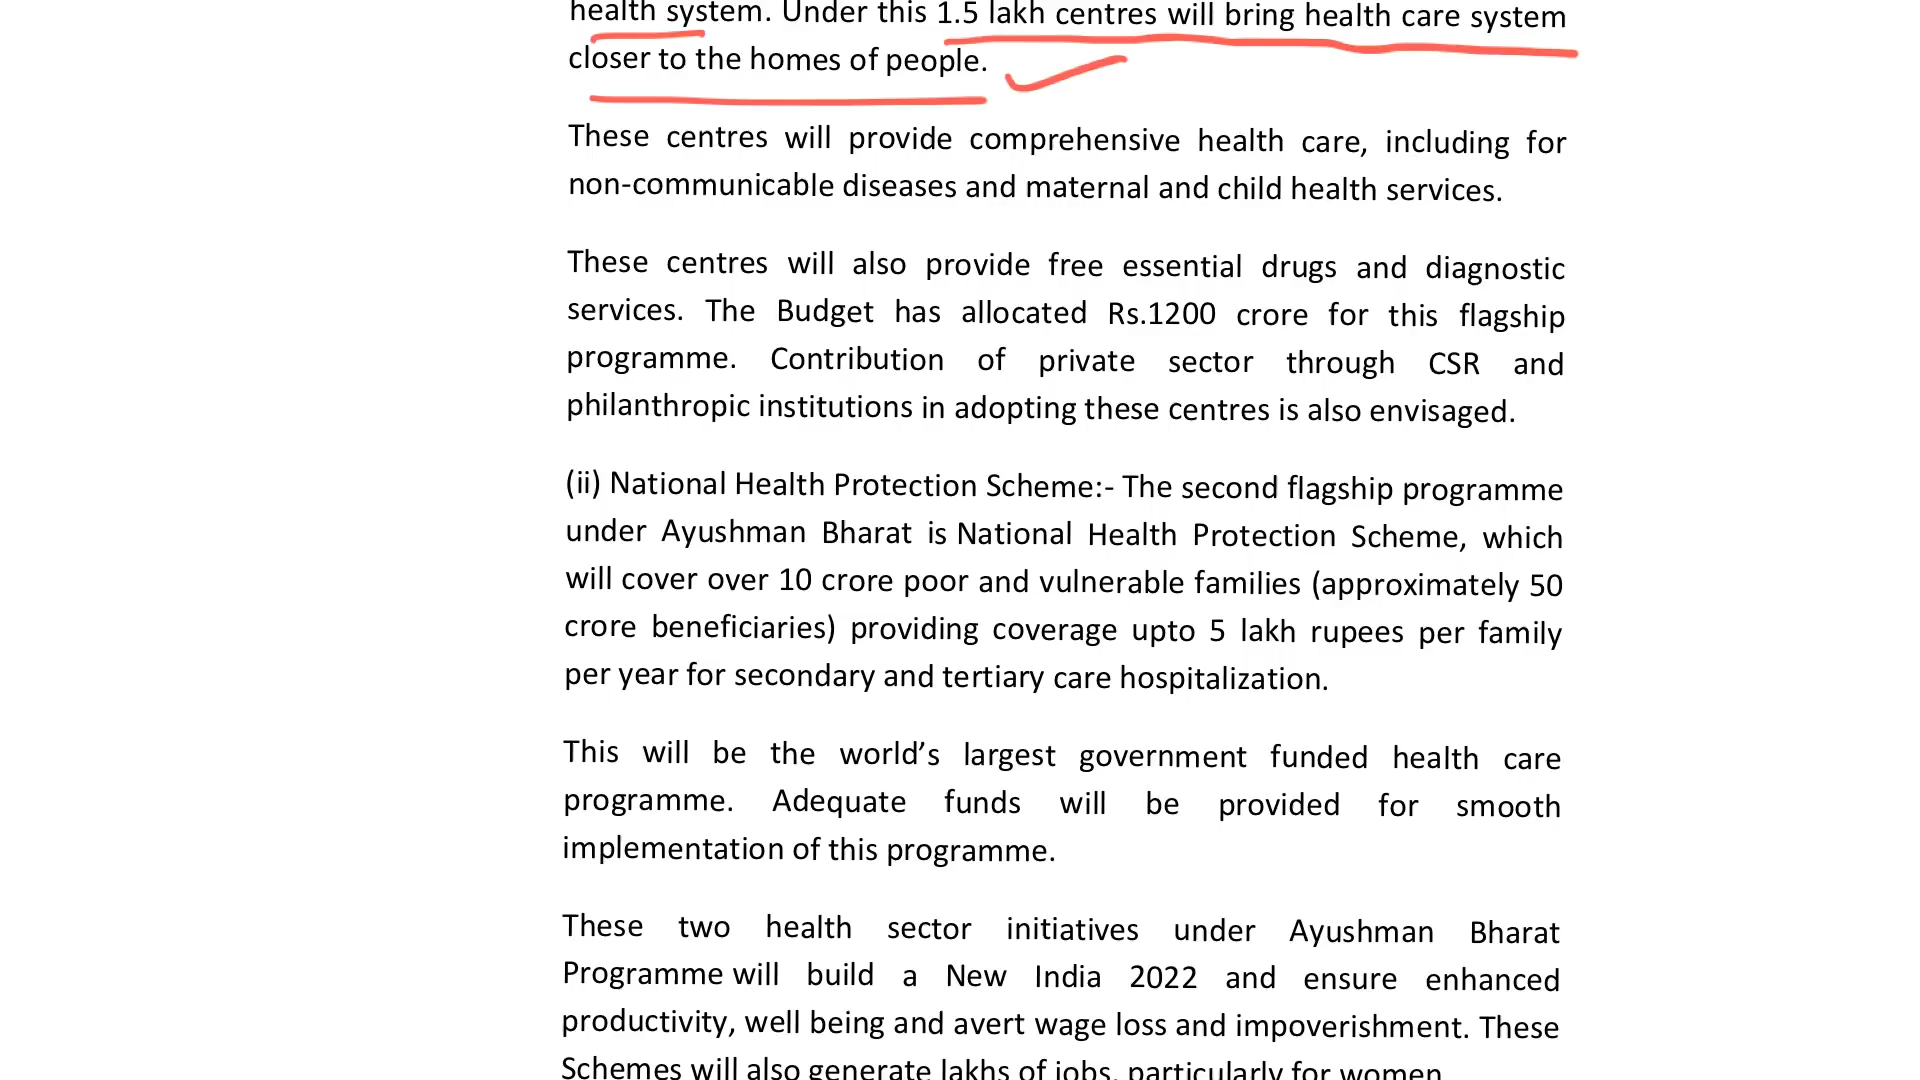 health system. Under this 1.5 lakh centres will bring health care system
closer to the homes of people.
These centres will provide comprehensive health care, including for
non-communicable diseases and maternal and child health services.
These centres will also provide free essential drugs and diagnostic
services. The Budget has allocated Rs.1200 crore for this flagship
programme. Contribution of private sector through CSR and
philanthropic institutions in adopting these centres is also envisaged.
(ii) National Health Protection Scheme:- The second flagship programme
under Ayushman Bharat is National Health Protection Scheme, which
will cover over 10 crore poor and vulnerable families (approximately 50
crore beneficiaries) providing coverage upto 5 lakh rupees per family
per year for secondary and tertiary care hospitalization.
This will be the world’s largest government funded health care
programme. Adequate funds will be provided for smooth
implementation of this programme.
These two health sector initiatives under Ayushman Bharat
Programme will build a New India 2022 and ensure enhanced
productivity, well being and avert wage loss and impoverishment. These
Schemes will also generate lakhs of jobs, particularly for women.